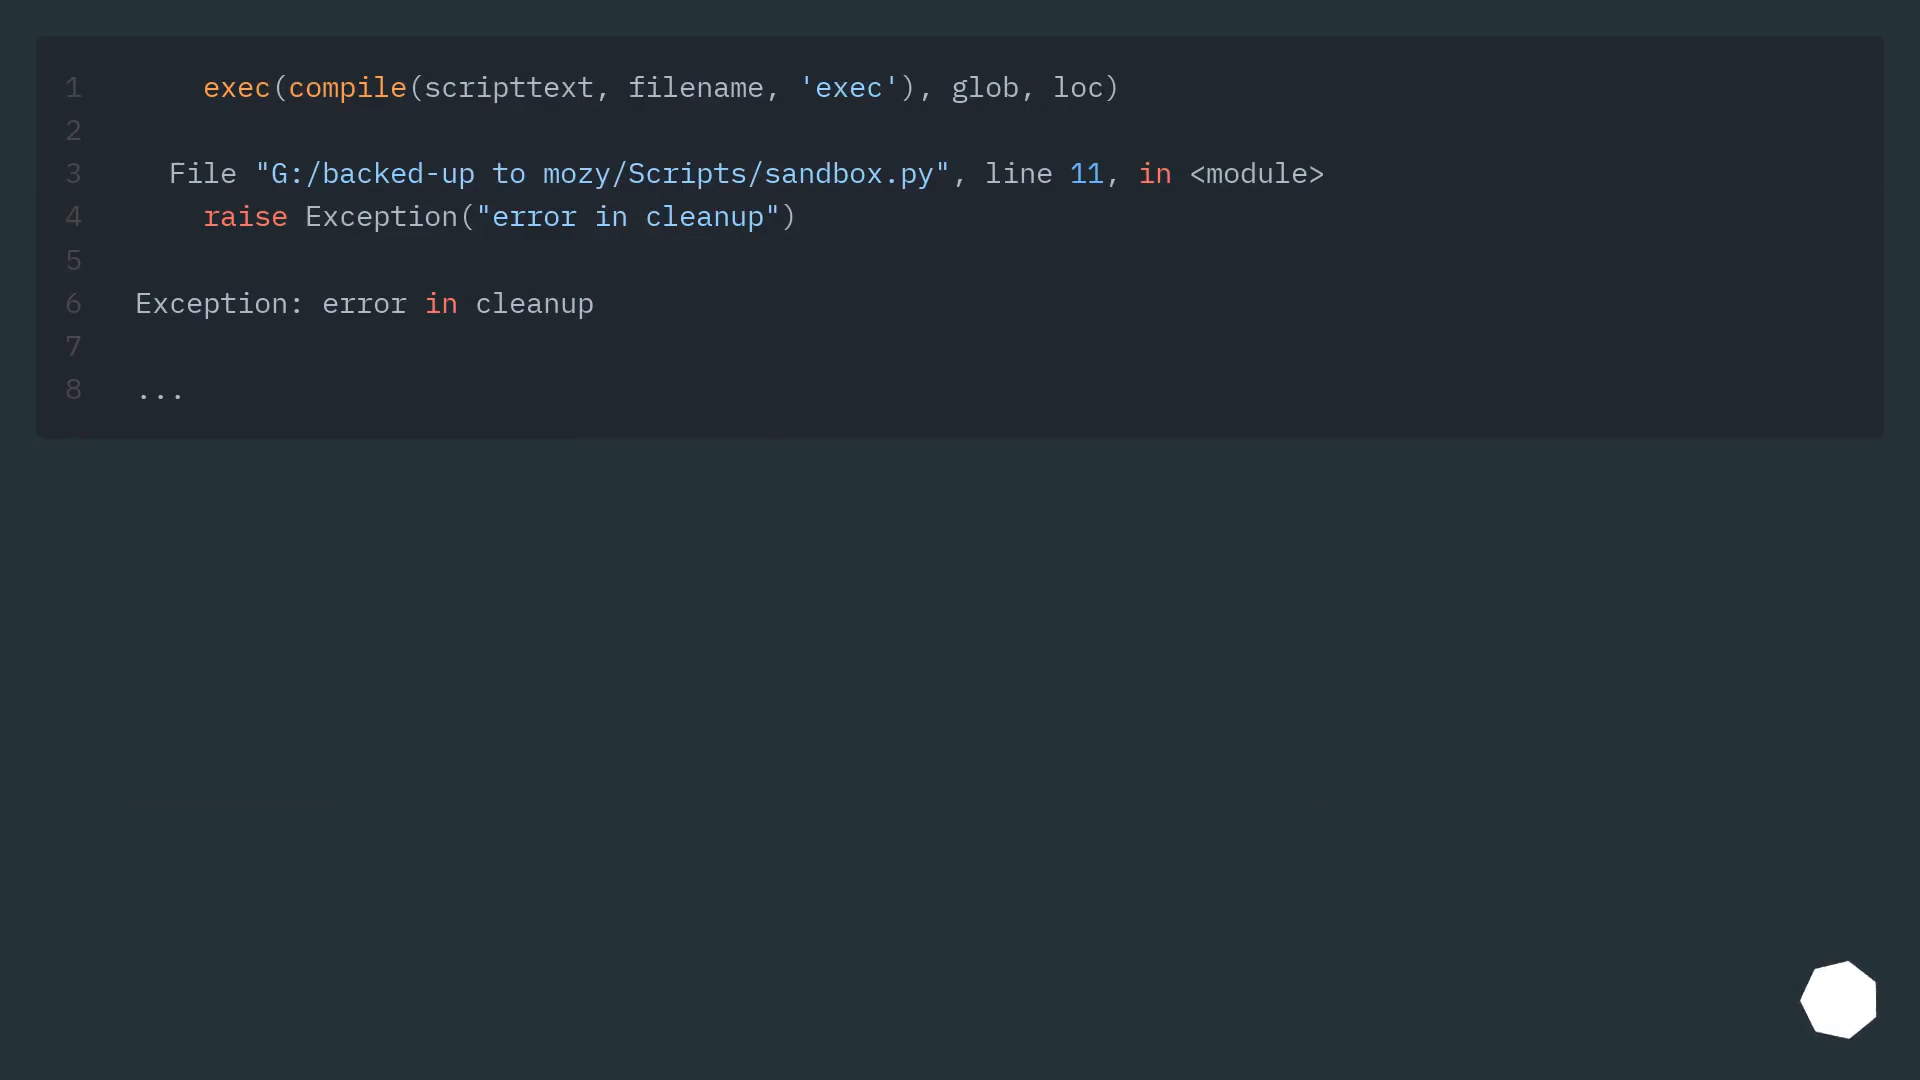 1 exec(compile(scripttext, filename, 'exec'), glob, loc)
2
3 File "G:/backed-up to mozy/Scripts/sandbox.py", line 11, in <module>
4 raise Exception("error in cleanup")
5
6 Exception: error in cleanup
7
8 ...